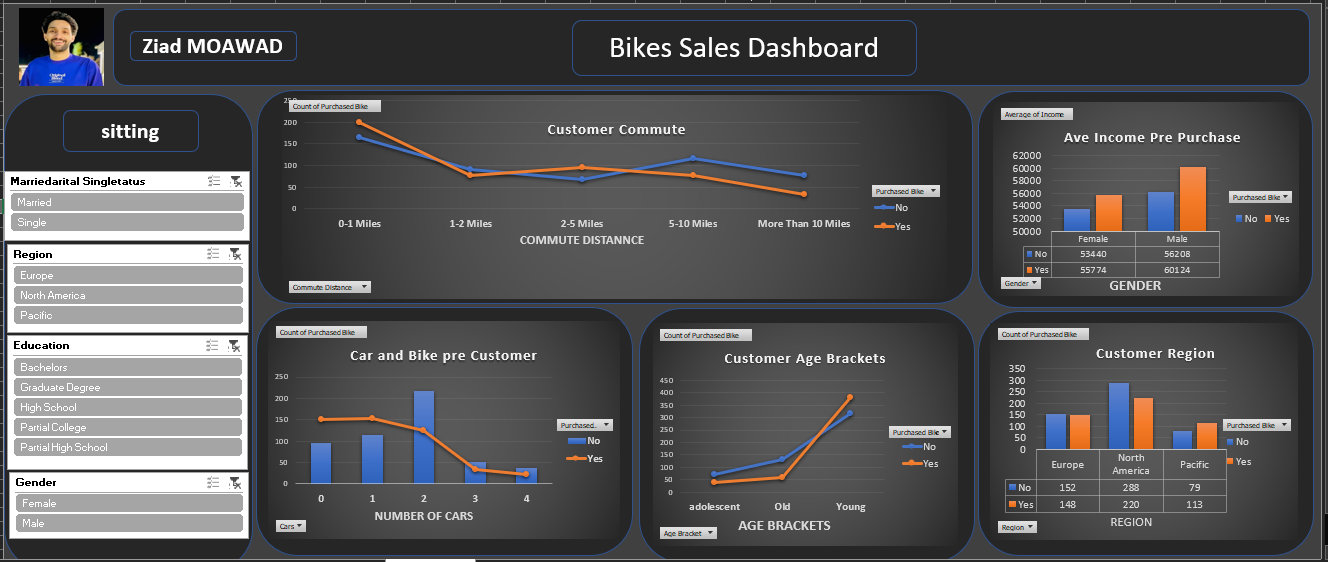 Ziad MOAWAD
Bikes Sales Dashboard
sitting
Marriedarital Singletatus
Married
Single
Region
Europe
North America
Pacific
Education
Bachelors
Graduate Degree
High School
Partial College
Partial High School
Gender
Female
Male
Count of Purchased Bike
Customer Commute
250
200
150
100
50
0
0-1 Miles 1-2 Miles 2-5 Miles 5-10 Miles More Than 10 Miles
COMMUTE DISTANNCE
Purchased Bike
No
Yes
Commute Distance
Average of Income
Ave Income Pre Purchase
62000
60000
58000
56000
54000
52000
50000
Female Male
No 53440 56208
Yes 55774 60124
GENDER
Purchased Bike
No Yes
Gender
Count of Purchased Bike
Car and Bike pre Customer
250
200
150
100
50
0
0 1 2 3 4
NUMBER OF CARS
Purchased..
No
Yes
Cars
Count of Purchased Bike
Customer Age Brackets
450
400
350
300
250
200
150
100
50
0
adolescent Old Young
AGE BRACKETS
Purchased Bike
No
Yes
Age Bracket
Count of Purchased Bike
Customer Region
350
300
250
200
150
100
50
0
Europe North America Pacific
No 152 288 79
Yes 148 220 113
REGION
Purchased Bike
No
Yes
Region